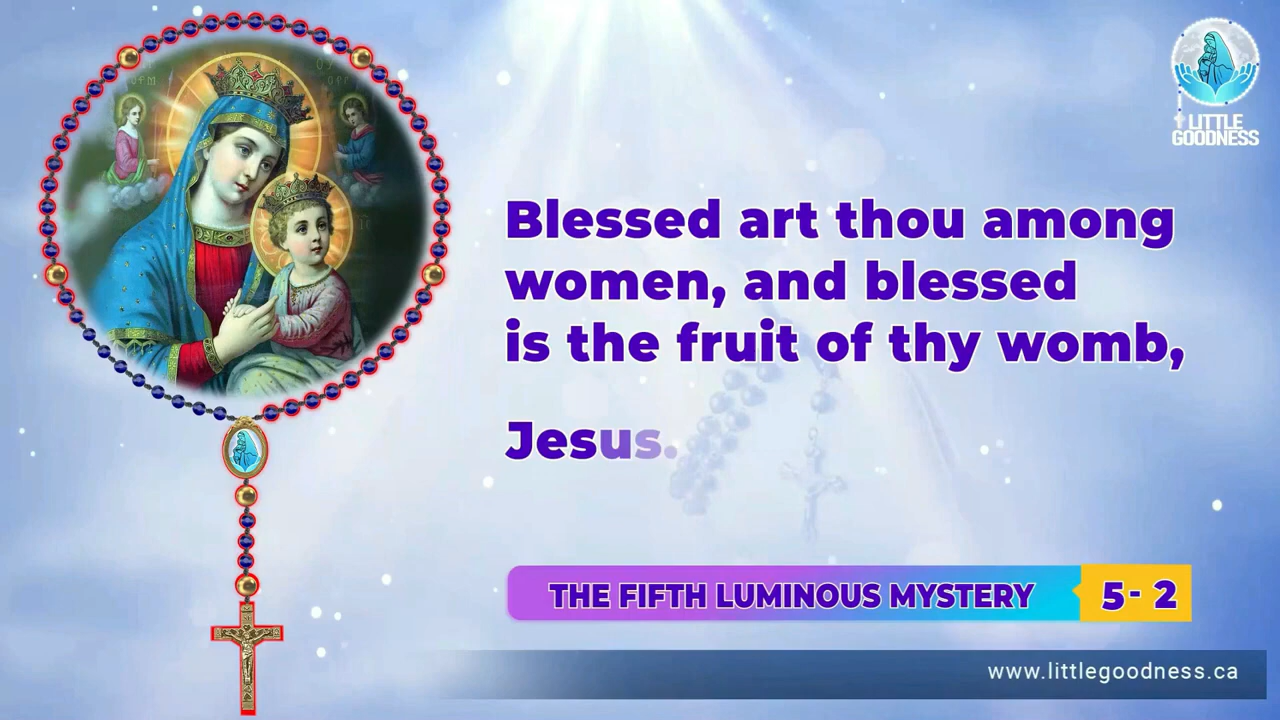 LITTLE
GOODNESS
Blessed art thou among
women, and blessed
is the fruit of thy womb,
Jesus.
THE FIFTH LUMINOUS MYSTERY
5- 2
www.littlegoodness.ca